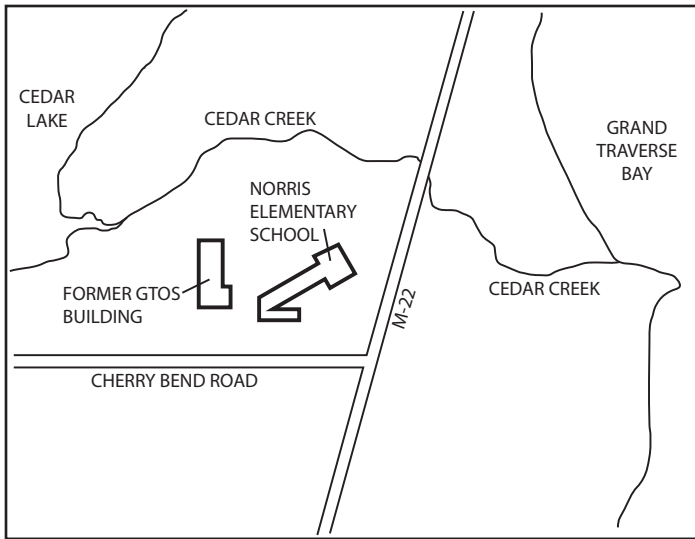 CEDAR
LAKE
CEDAR CREEK
GRAND
TRAVERSE
BAY
NORRIS
ELEMENTARY
SCHOOL
FORMER GTOS
BUILDING
CEDAR CREEK
M-22
CHERRY BEND ROAD